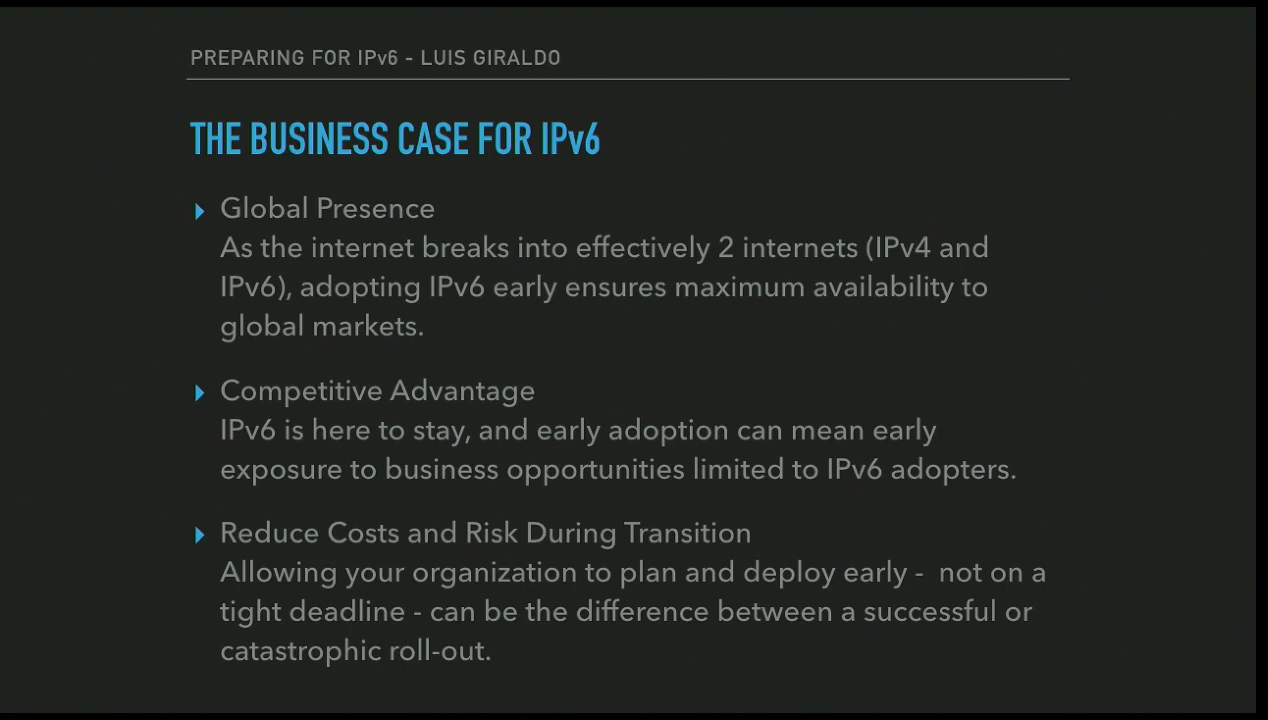 PREPARING FOR IPv6 - LUIS GIRALDO
THE BUSINESS CASE FOR IPv6
Global Presence
As the internet breaks into effectively 2 internets (IPv4 and
IPv6), adopting IPv6 early ensures maximum availability to
global markets.
Competitive Advantage
IPv6 is here to stay, and early adoption can mean early
exposure to business opportunities limited to IPv6 adopters.
Reduce Costs and Risk During Transition
Allowing your organization to plan and deploy early -  not on a
tight deadline - can be the difference between a successful or
catastrophic roll-out.